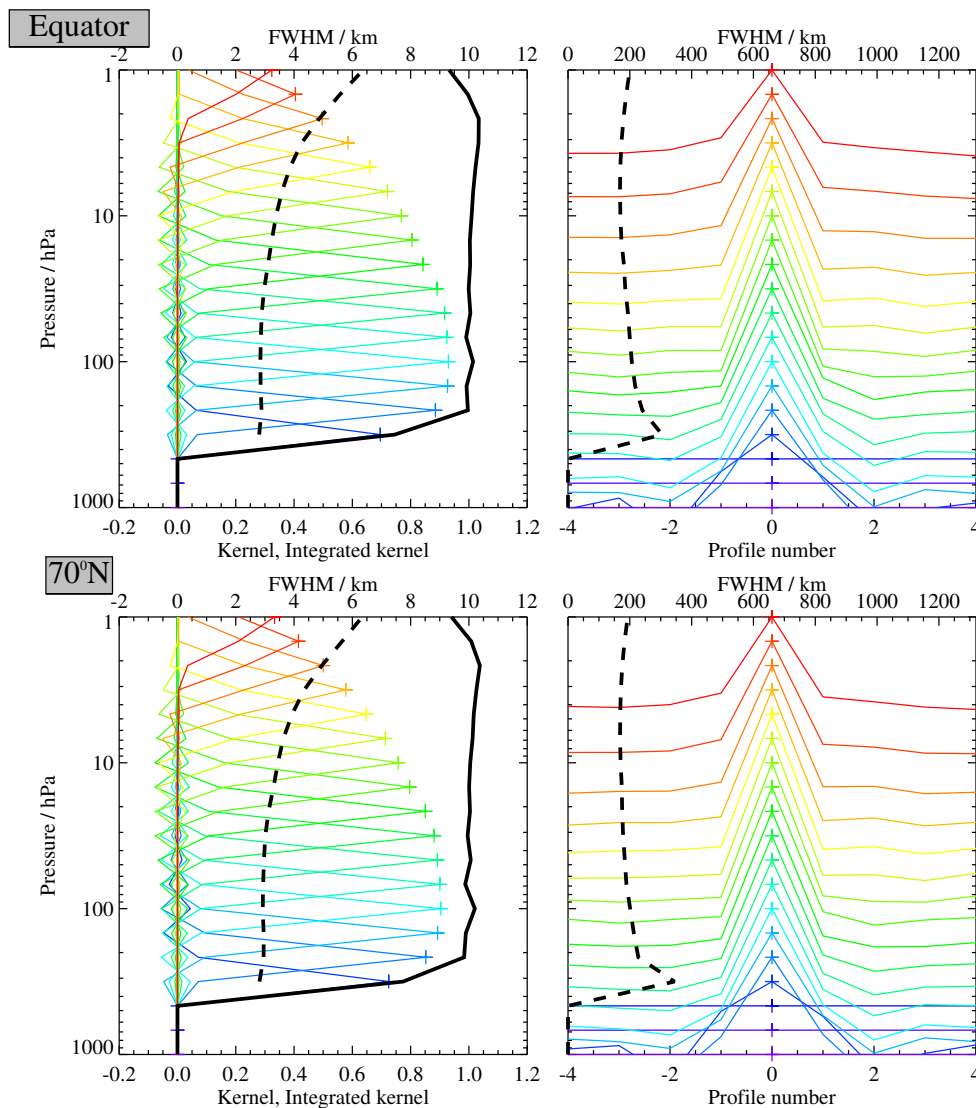 Equator
FWHM / km
-2 0 2 4 6 8 10 12
Pressure / hPa
1
10
100
1000
-0.2 0.0 0.2 0.4 0.6 0.8 1.0 1.2
Kernel, Integrated kernel
FWHM / km
0 200 400 600 800 1000 1200
-4 -2 0 2 4
Profile number
70⁰N
FWHM / km
-2 0 2 4 6 8 10 12
Pressure / hPa
1
10
100
1000
-0.2 0.0 0.2 0.4 0.6 0.8 1.0 1.2
Kernel, Integrated kernel
FWHM / km
0 200 400 600 800 1000 1200
-4 -2 0 2 4
Profile number